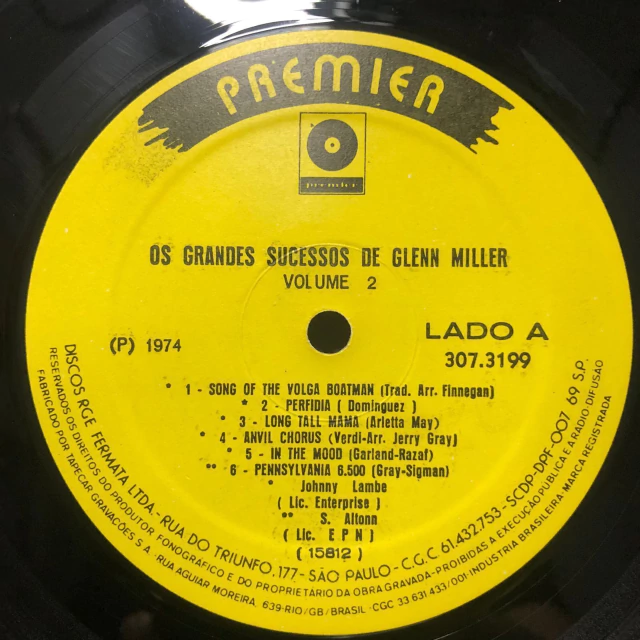 PREMIER
premier
OS GRANDES SUCESSOS DE GLENN MILLER
VOLUME 2
(P) 1974
LADO A
307.3199
* 1 - SONG OF THE VOLGA BOATMAN (Trad. Arr. Finnegan)
* 2 - PERFIDIA ( Dominguez )
* 3 - LONG TALL MAMA (Arletta May)
* 4 - ANVIL CHORUS (Verdi-Arr. Jerry Gray)
* 5 - IN THE MOOD (Garland-Razaf)
** 6 - PENNSYLVANIA 6.500 (Gray-Sigman)
* Johnny Lambe
( Lic. Enterprise )
** S. Altonn
( Lic. E P N )
( 15812 )
DISCOS RGE FERMATA LTDA - RUA DO TRIUNFO, 177 - SÃO PAULO - C.G.C 61.432.753 - SCDP-DPF-007 69 S.P.
RESERVADOS OS DIREITOS DO PRODUTOR FONOGRAFICO E DO PROPRIETÁRIO DA OBRA GRAVADA - PROIBIDAS A EXECUÇÃO PÚBLICA E A RÁDIO-DIFUSÃO
FABRICADO POR TAPECAR GRAVAÇÕES S A - RUA AGUIAR MOREIRA, 639-RIO/GB/BRASIL - CGC 33 631 433/001 - INDUSTRIA BRASILEIRA - MARCA REGISTRADA